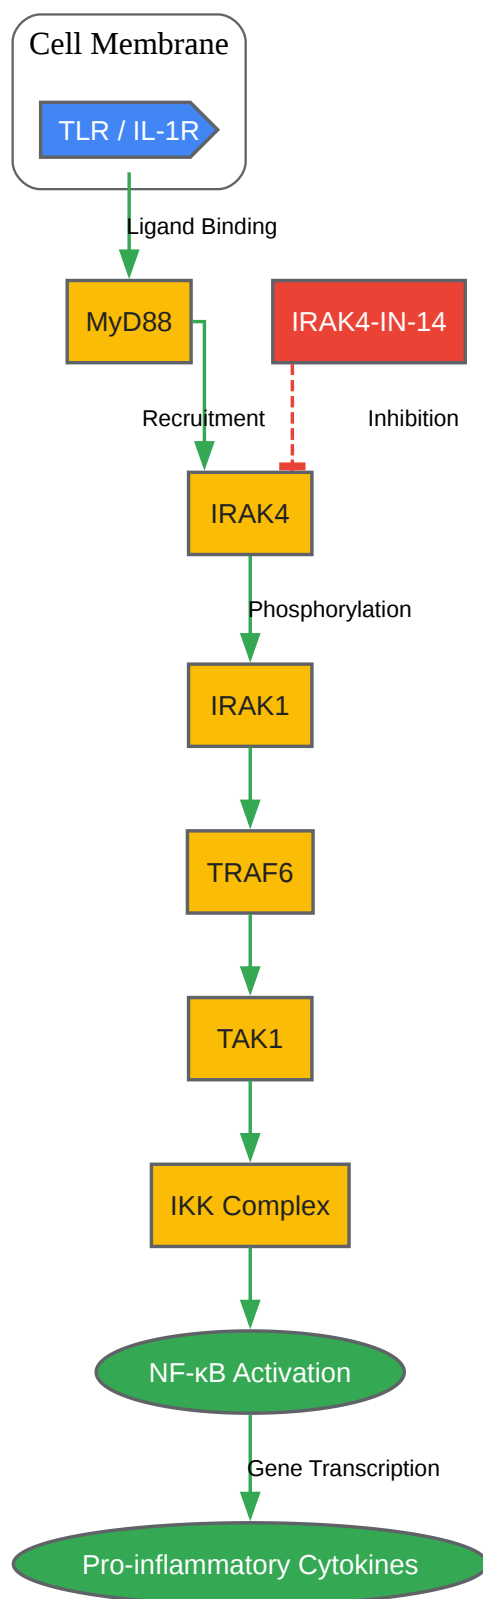 Cell Membrane
TLR / IL-1R
Ligand Binding
MyD88
IRAK4-IN-14
Recruitment
Inhibition
IRAK4
Phosphorylation
IRAK1
TRAF6
TAK1
IKK Complex
NF-κB Activation
Gene Transcription
Pro-inflammatory Cytokines